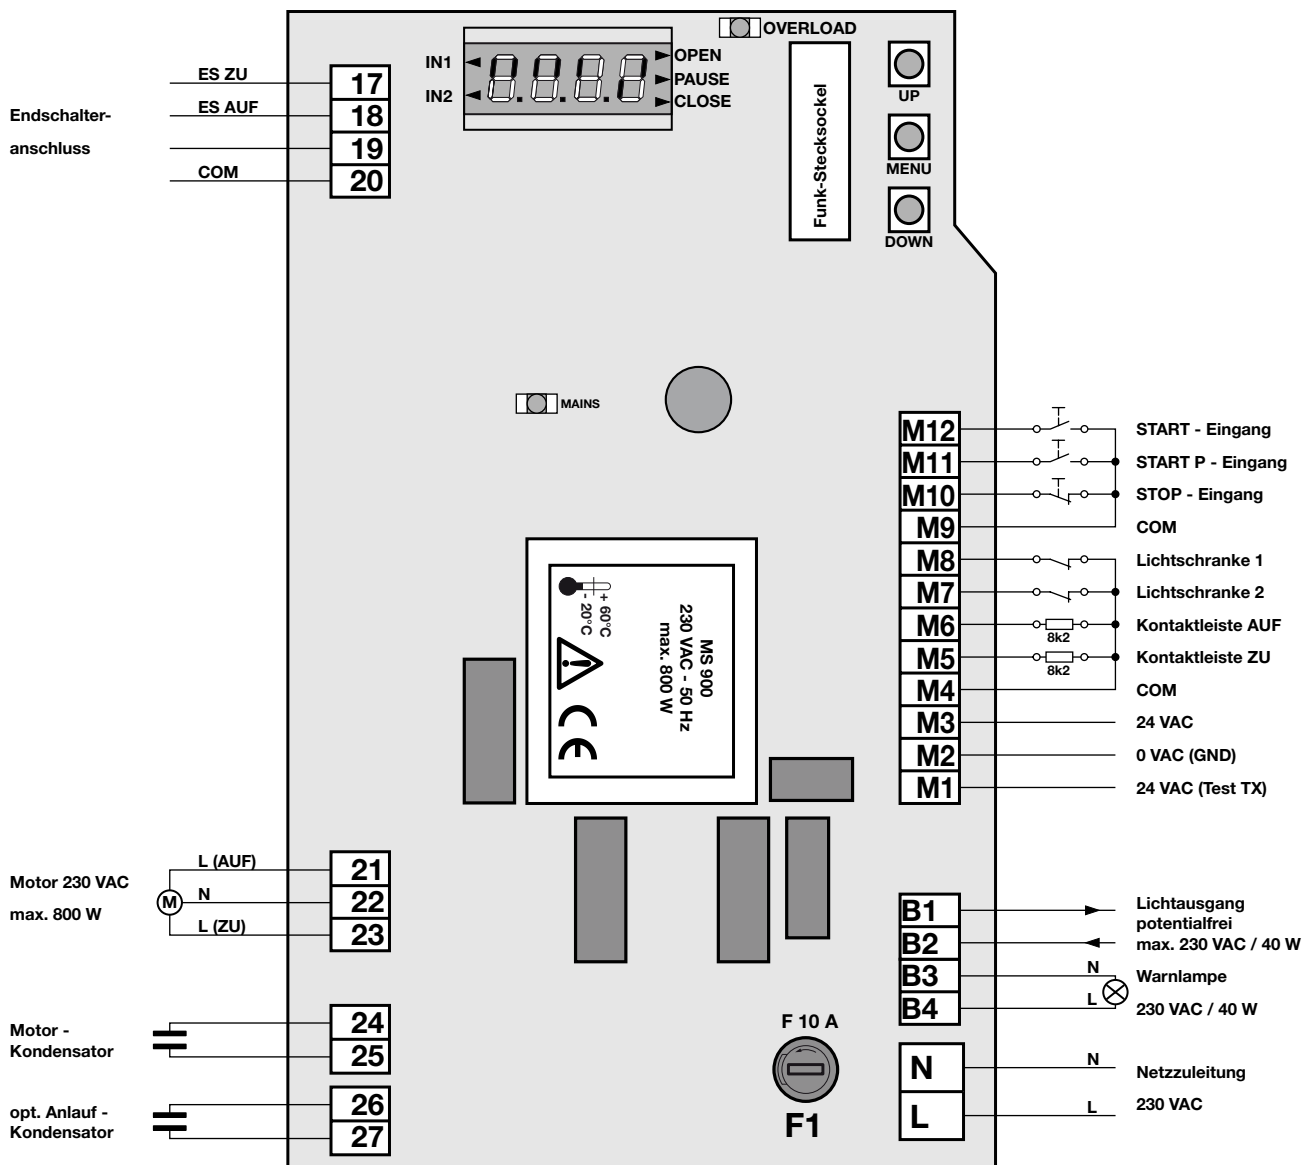 OVERLOAD
IN1
IN2
OPEN
PAUSE
CLOSE
Funk-Stecksockel
UP
MENU
DOWN
Endschalter-
anschluss
ES ZU
17
ES AUF
18
19
COM
20
MAINS
M12
START - Eingang
M11
START P - Eingang
M10
STOP - Eingang
M9
COM
M8
Lichtschranke 1
M7
Lichtschranke 2
M6
8k2
Kontaktleiste AUF
M5
8k2
Kontaktleiste ZU
M4
COM
M3
24 VAC
M2
0 VAC (GND)
M1
24 VAC (Test TX)
MS 900
230 VAC - 50 Hz
max. 800 W
+ 60°C
- 20°C
CE
Motor 230 VAC
max. 800 W
M
L (AUF)
21
N
22
L (ZU)
23
B1
B2
Lichtausgang
potentialfrei
max. 230 VAC / 40 W
B3
N
Warnlampe
B4
L
230 VAC / 40 W
Motor -
Kondensator
24
25
opt. Anlauf -
Kondensator
26
27
F 10 A
F1
N
N
Netzzuleitung
L
L
230 VAC